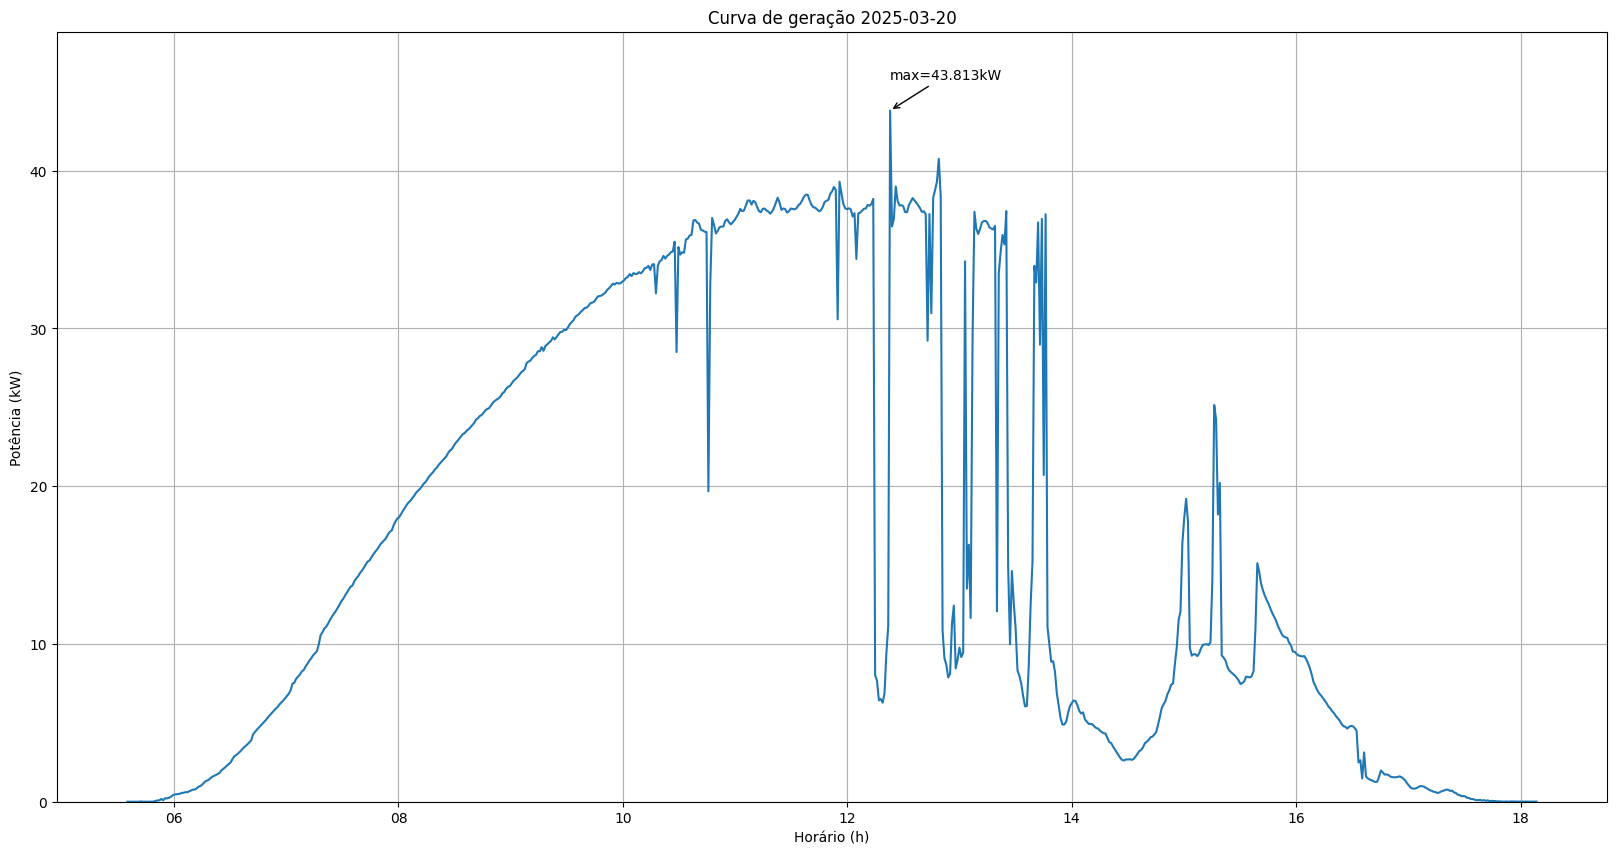 Curva de geração 2025-03-20
max=43.813kW
Potência (kW)
40
30
20
10
0
06 08 10 12 14 16 18
Horário (h)